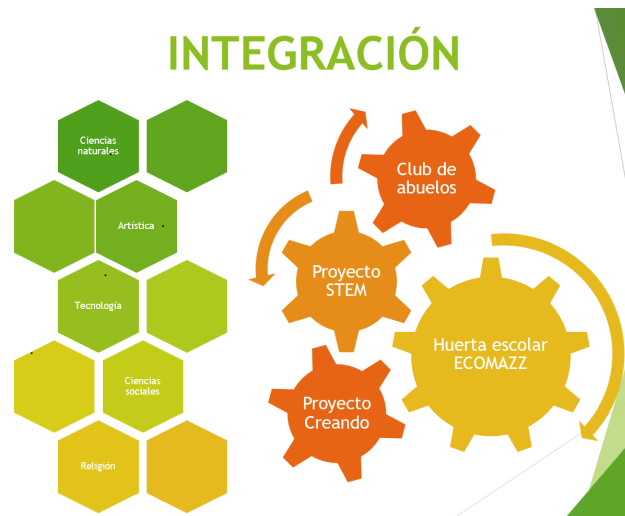 INTEGRACIÓN
Ciencias
naturales
Artística
Tecnología
Ciencias
sociales
Religión
Club de
abuelos
Proyecto
STEM
Huerta escolar
ECOMAZZ
Proyecto
Creando